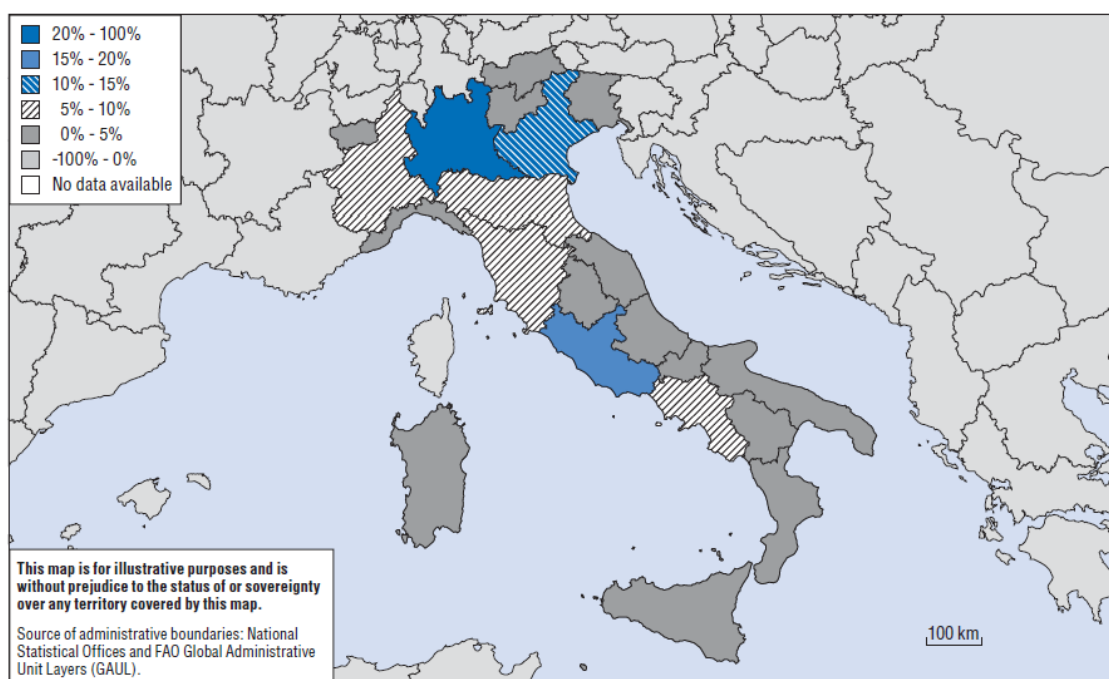 20% - 100%
15% - 20%
10% - 15%
5% - 10%
0% - 5%
-100% - 0%
No data available
This map is for illustrative purposes and is
without prejudice to the status of or sovereignty
over any territory covered by this map.
Source of administrative boundaries: National
Statistical Offices and FAO Global Administrative
Unit Layers (GAUL).
100 km